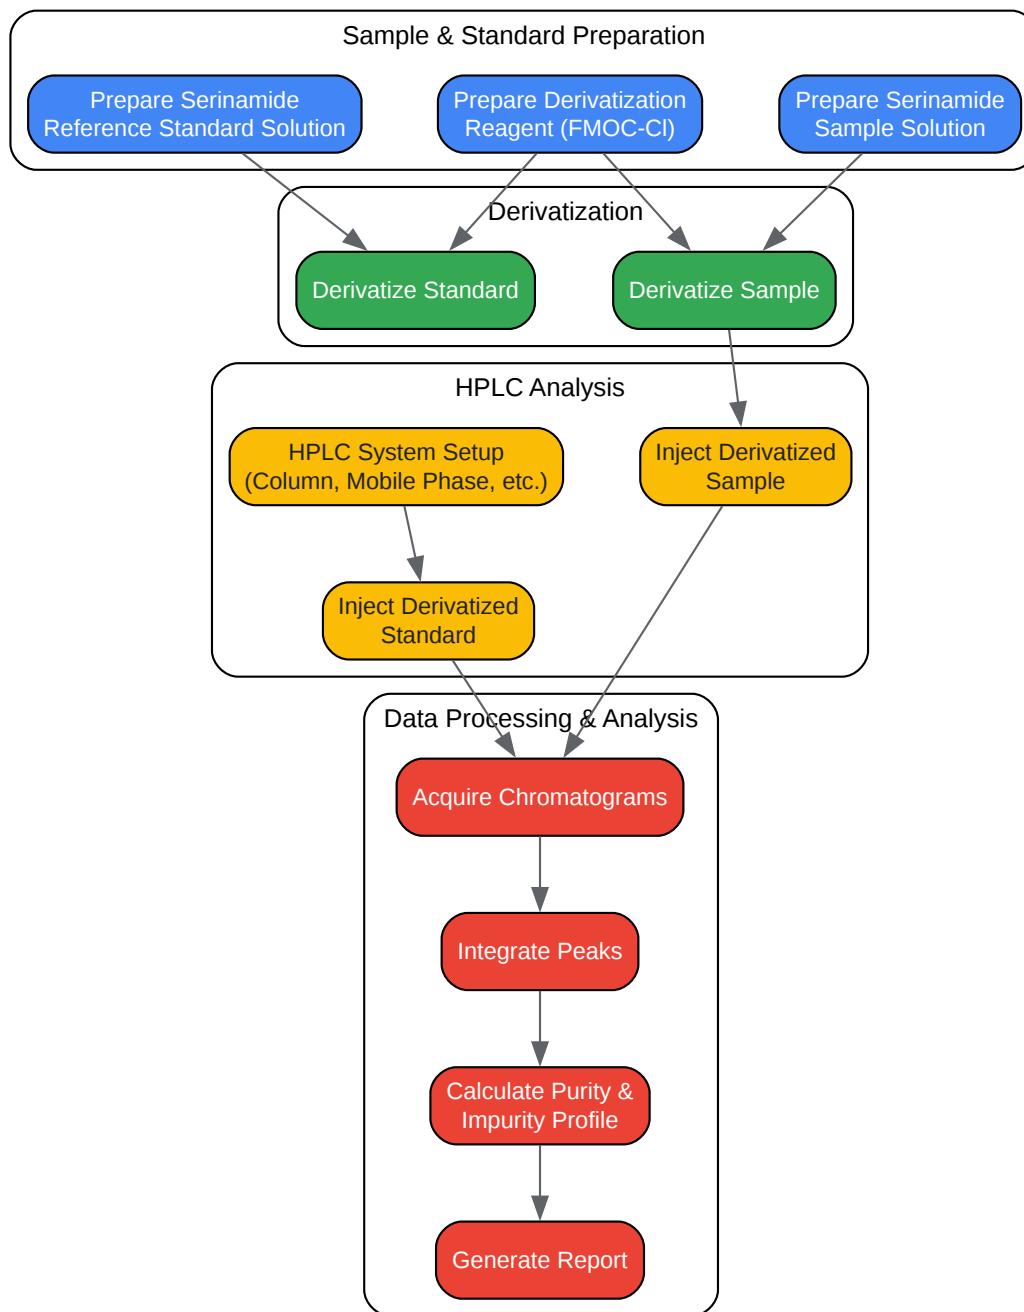 Sample & Standard Preparation
Prepare Serinamide
Reference Standard Solution
Prepare Derivatization
Reagent (FMOC-Cl)
Prepare Serinamide
Sample Solution
Derivatization
Derivatize Standard
Derivatize Sample
HPLC Analysis
HPLC System Setup
(Column, Mobile Phase, etc.)
Inject Derivatized
Sample
Inject Derivatized
Standard
Data Processing & Analysis
Acquire Chromatograms
Integrate Peaks
Calculate Purity &
Impurity Profile
Generate Report